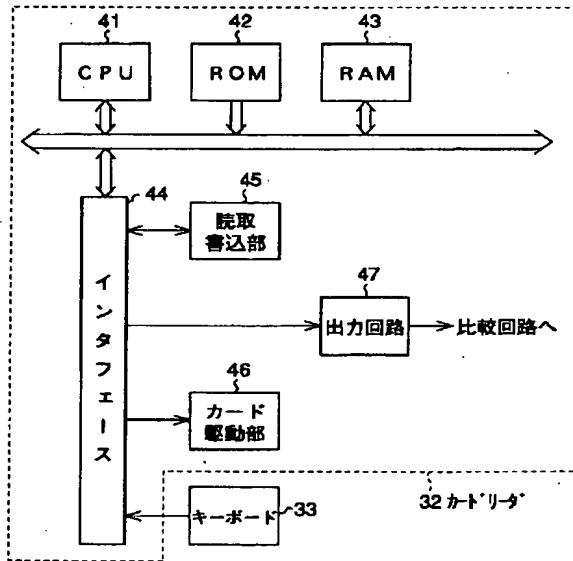 41
42
43
CPU
ROM
RAM
44
45
読取
書込部
インタフェース
47
出力回路
比較回路へ
46
カード
駆動部
32 カードリーダ
キーボード
33